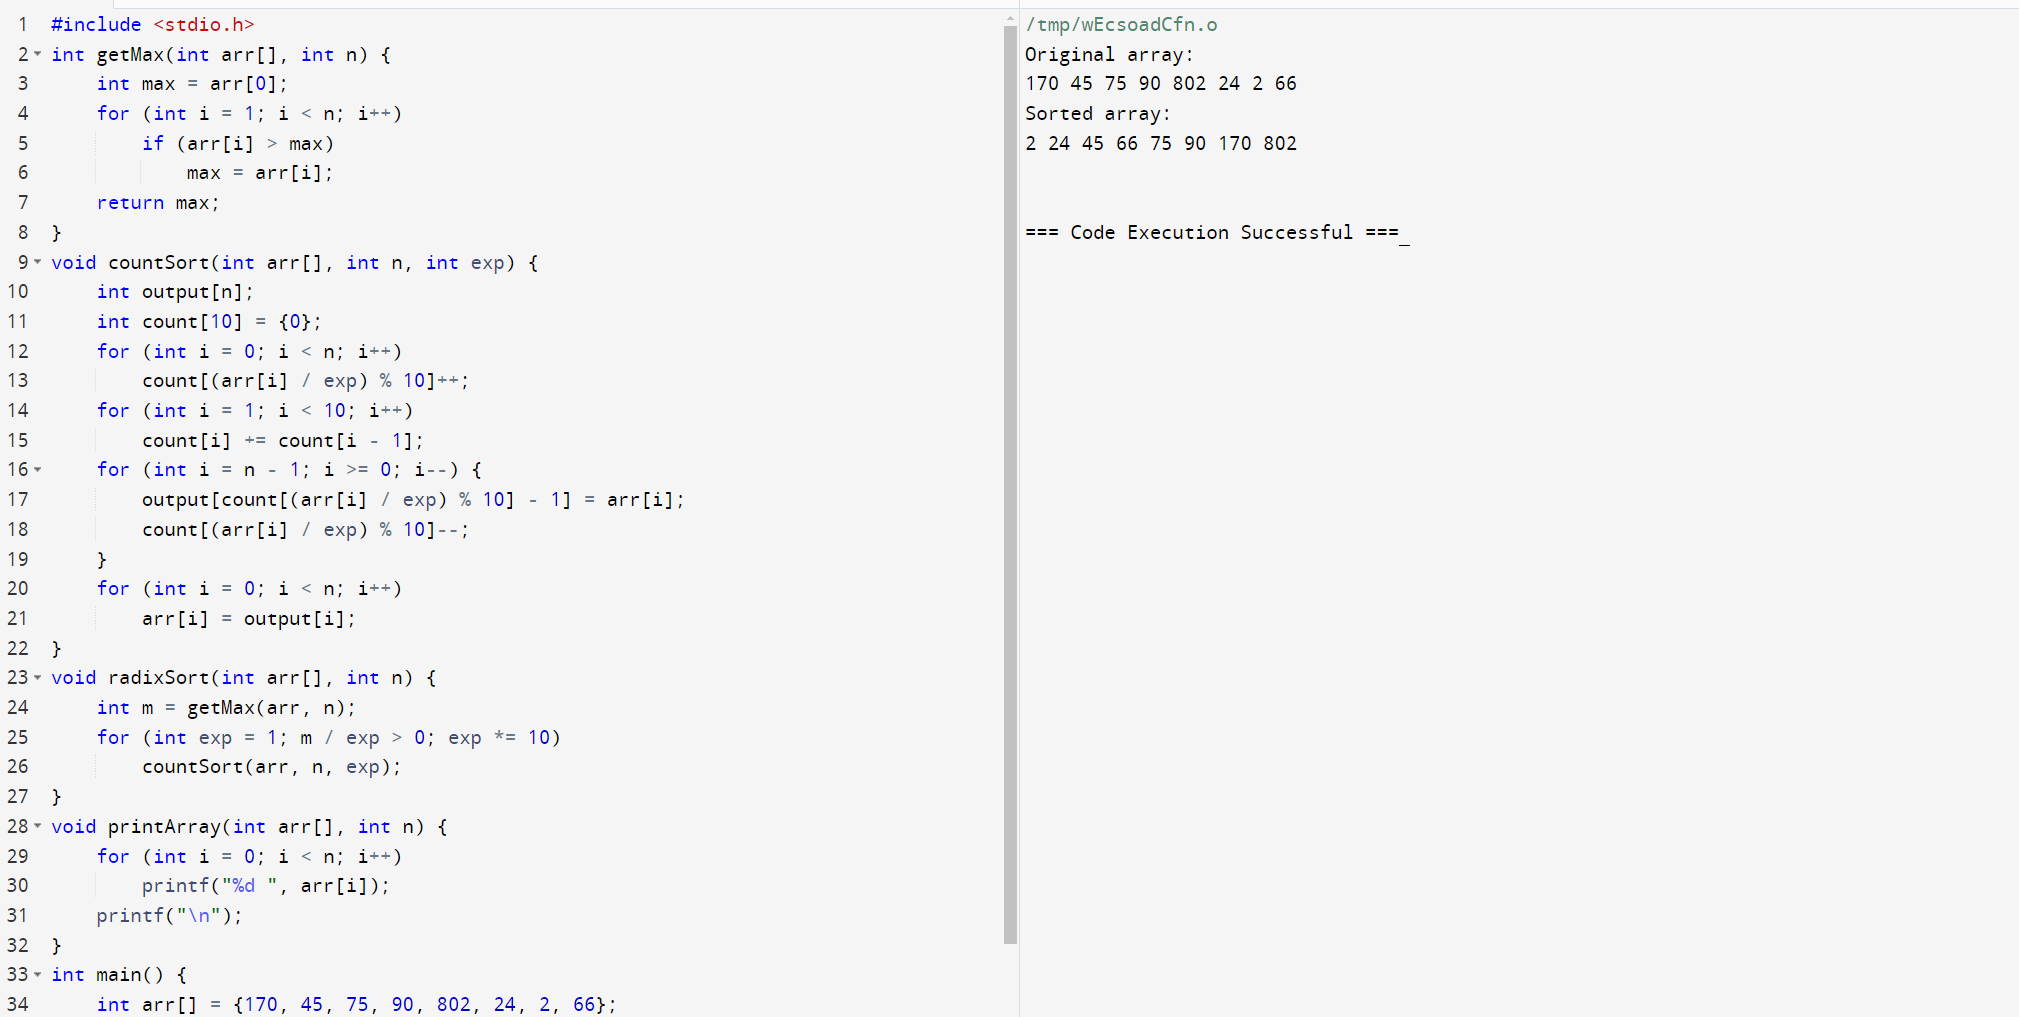 1 #include <stdio.h>
2 int getMax(int arr[], int n) {
3     int max = arr[0];
4     for (int i = 1; i < n; i++)
5         if (arr[i] > max)
6             max = arr[i];
7     return max;
8 }
9 void countSort(int arr[], int n, int exp) {
10     int output[n];
11     int count[10] = {0};
12     for (int i = 0; i < n; i++)
13         count[(arr[i] / exp) % 10]++;
14     for (int i = 1; i < 10; i++)
15         count[i] += count[i - 1];
16     for (int i = n - 1; i >= 0; i--) {
17         output[count[(arr[i] / exp) % 10] - 1] = arr[i];
18         count[(arr[i] / exp) % 10]--;
19     }
20     for (int i = 0; i < n; i++)
21         arr[i] = output[i];
22 }
23 void radixSort(int arr[], int n) {
24     int m = getMax(arr, n);
25     for (int exp = 1; m / exp > 0; exp *= 10)
26         countSort(arr, n, exp);
27 }
28 void printArray(int arr[], int n) {
29     for (int i = 0; i < n; i++)
30         printf("%d ", arr[i]);
31     printf("\n");
32 }
33 int main() {
34     int arr[] = {170, 45, 75, 90, 802, 24, 2, 66};
/tmp/wEcsoadCfn.o
Original array:
170 45 75 90 802 24 2 66
Sorted array:
2 24 45 66 75 90 170 802
=== Code Execution Successful ===_